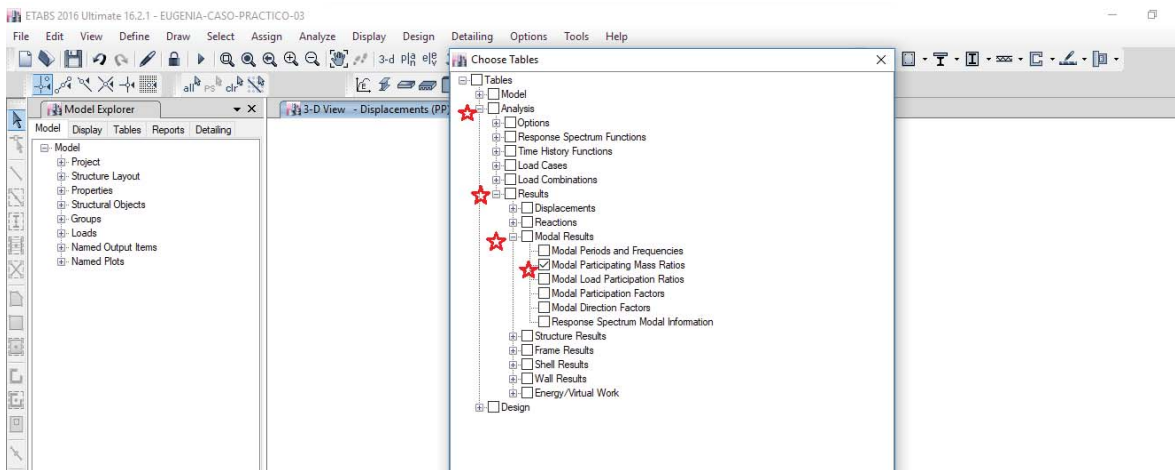 ETABS 2016 Ultimate 16.2.1 - EUGENIA-CASO-PRACTICO-03
File Edit View Define Draw Select Assign Analyze Display Design Detailing Options Tools Help
3-d
Choose Tables
all PS clr
Model Explorer
3-D View - Displacements (PP)
Model Display Tables Reports Detailing
Model
Project
Structure Layout
Properties
Structural Objects
Groups
Loads
Named Output Items
Named Plots
Tables
Model
Analysis
Options
Response Spectrum Functions
Time History Functions
Load Cases
Load Combinations
Results
Displacements
Reactions
Modal Results
Modal Periods and Frequencies
Modal Participating Mass Ratios
Modal Load Participation Ratios
Modal Participation Factors
Modal Direction Factors
Response Spectrum Modal Information
Structure Results
Frame Results
Shell Results
Wall Results
Energy/Virtual Work
Design